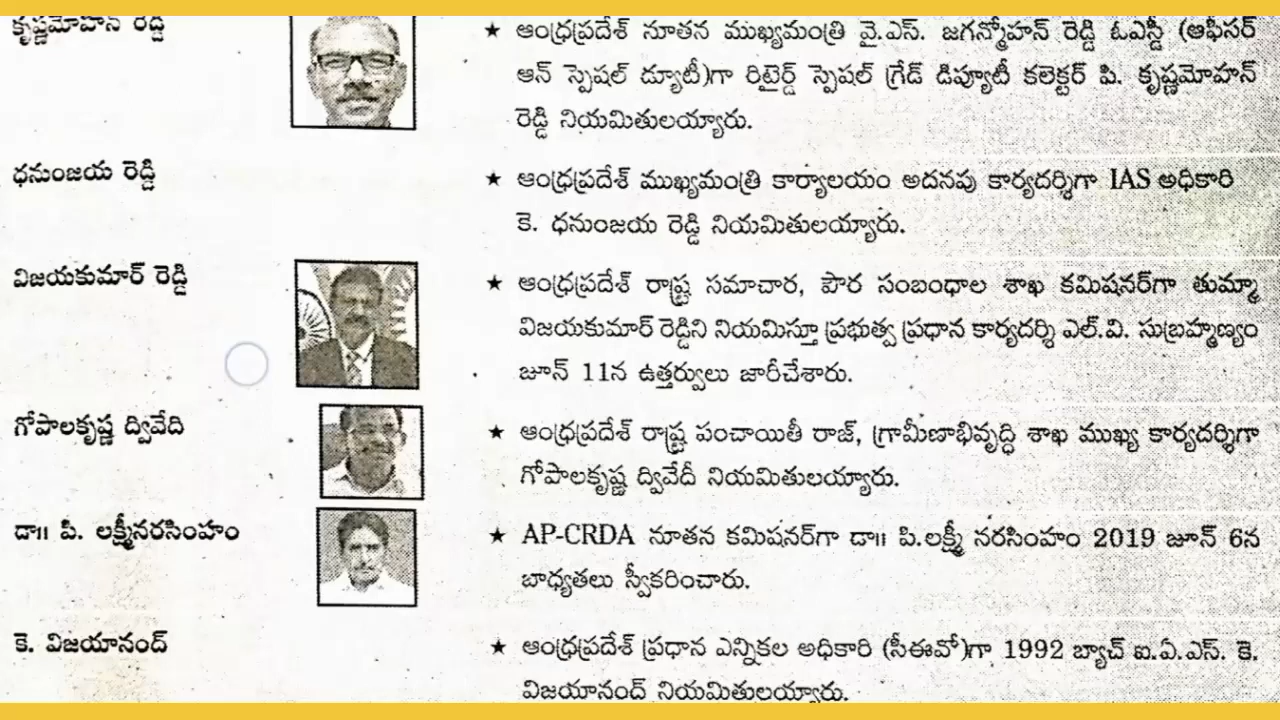 కృష్ణమోహన్ రెడ్డి
★ ఆంధ్రప్రదేశ్ నూతన ముఖ్యమంత్రి వై.ఎస్. జగన్మోహన్ రెడ్డి ఓఎస్డీ (ఆఫీసర్
ఆన్ స్పెషల్ డ్యూటీ)గా రిటైర్డ్ స్పెషల్ గ్రేడ్ డిప్యూటీ కలెక్టర్ పి. కృష్ణమోహన్
రెడ్డి నియమితులయ్యారు.
ధనుంజయ రెడ్డి
★ ఆంధ్రప్రదేశ్ ముఖ్యమంత్రి కార్యాలయం అదనపు కార్యదర్శిగా IAS అధికారి
కె. ధనుంజయ రెడ్డి నియమితులయ్యారు.
విజయకుమార్ రెడ్డి
★ ఆంధ్రప్రదేశ్ రాష్ట్ర సమాచార, పౌర సంబంధాల శాఖ కమిషనర్‌గా తుమ్మా
విజయకుమార్ రెడ్డిని నియమిస్తూ ప్రభుత్వ ప్రధాన కార్యదర్శి ఎల్.వి. సుబ్రహ్మణ్యం
జూన్ 11న ఉత్తర్వులు జారీచేశారు.
గోపాలకృష్ణ ద్వివేది
★ ఆంధ్రప్రదేశ్ రాష్ట్ర పంచాయితీ రాజ్, గ్రామీణాభివృద్ధి శాఖ ముఖ్య కార్యదర్శిగా
గోపాలకృష్ణ ద్వివేదీ నియమితులయ్యారు.
డా॥ పి. లక్ష్మీనరసింహం
★ AP-CRDA నూతన కమిషనర్‌గా డా॥ పి.లక్ష్మీ నరసింహం 2019 జూన్ 6న
బాధ్యతలు స్వీకరించారు.
కె. విజయానంద్
★ ఆంధ్రప్రదేశ్ ప్రధాన ఎన్నికల అధికారి (సీఈవో)గా 1992 బ్యాచ్ ఐ.ఏ.ఎస్. కె.
విజయానంద్ నియమితులయ్యారు.